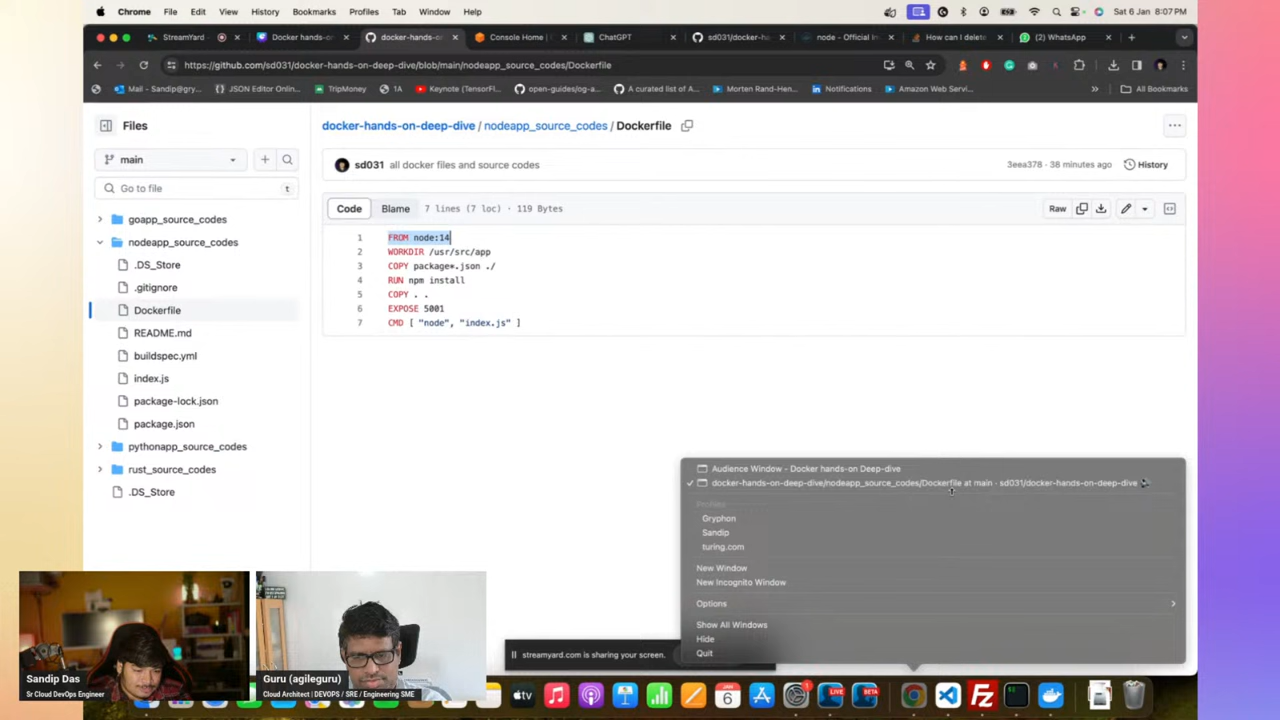 Chrome File Edit View History Bookmarks Profiles Tab Window Help
Sat 6 Jan 8:07 PM
StreamYard
Docker hands-on
docker-hands-on-
Console Home |
ChatGPT
sd031/docker-han
node - Official im
How can I delete
(2) WhatsApp
https://github.com/sd031/docker-hands-on-deep-dive/blob/main/nodeapp_source_codes/Dockerfile
Mail - Sandip@gry...
JSON Editor Onlin...
TripMoney
1A
Keynote (TensorFl...
open-guides/og-a...
A curated list of A...
Morten Rand-Hen...
Notifications
Amazon Web Servi...
»
All Bookmarks
Files
docker-hands-on-deep-dive / nodeapp_source_codes / Dockerfile
main
sd031 all docker files and source codes
3eea378 · 38 minutes ago
History
Go to file
t
Code Blame 7 lines (7 loc) · 119 Bytes
Raw
goapp_source_codes
nodeapp_source_codes
.DS_Store
.gitignore
Dockerfile
README.md
buildspec.yml
index.js
package-lock.json
package.json
pythonapp_source_codes
rust_source_codes
.DS_Store
1 FROM node:14
2 WORKDIR /usr/src/app
3 COPY package*.json ./
4 RUN npm install
5 COPY . .
6 EXPOSE 5001
7 CMD [ "node", "index.js" ]
Audience Window - Docker hands-on Deep-dive
docker-hands-on-deep-dive/nodeapp_source_codes/Dockerfile at main · sd031/docker-hands-on-deep-dive
Profiles
Gryphon
Sandip
turing.com
New Window
New Incognito Window
Options
Show All Windows
Hide
Quit
streamyard.com is sharing your screen.
Sandip Das
Sr Cloud DevOps Engineer
Guru (agileguru)
Cloud Architect | DEVOPS / SRE / Engineering SME
tv
6
LIVE
BETA